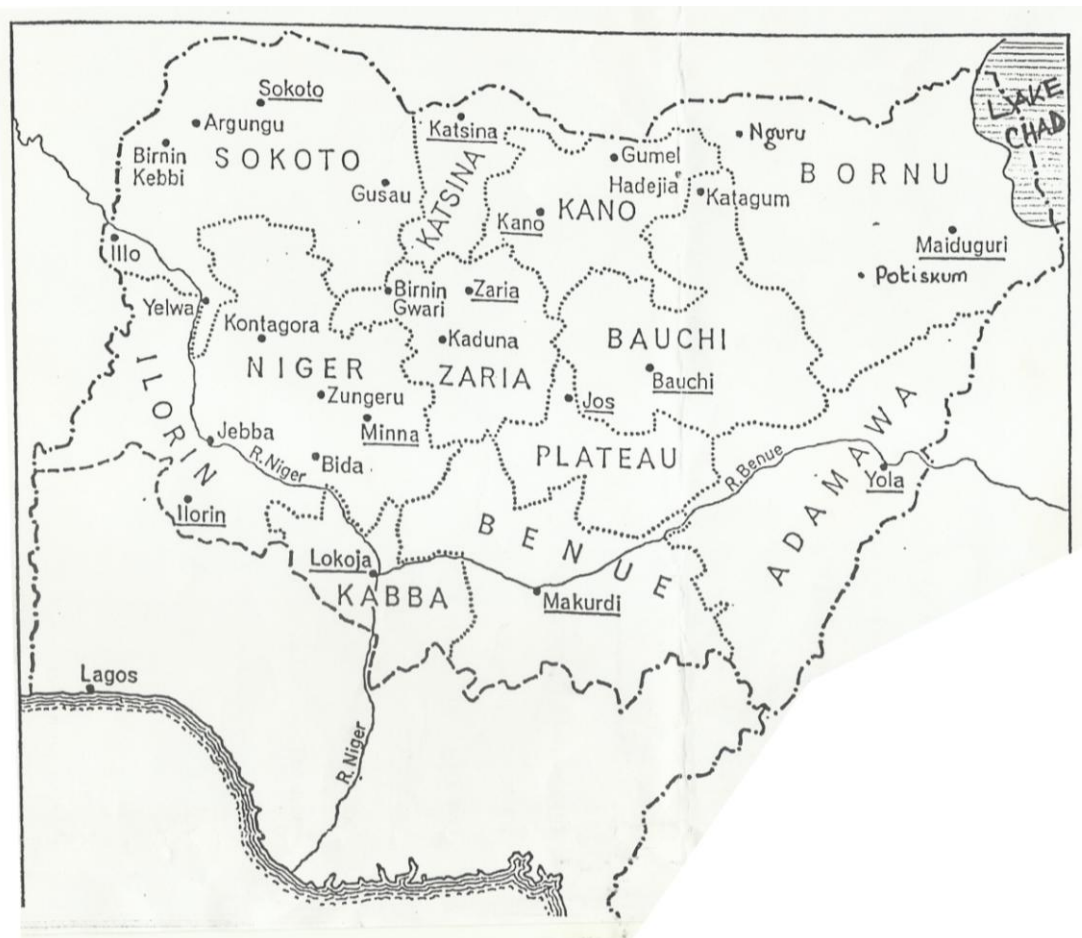 Sokoto
LAKE
CHAD
Argungu
Katsina
Nguru
Birnin
Kebbi
SOKOTO
Gumel
BORNU
Gusau
KATSINA
Hadejia
Katagum
Kano
KANO
Maiduguri
Illo
Potiskum
Yelwa
Birnin
Gwari
Zaria
Kontagora
Kaduna
BAUCHI
NIGER
ZARIA
Bauchi
ILORIN
Zungeru
Jos
Minna
ADAMAWA
Jebba
R.Niger
Bida
PLATEAU
R.Benue
Yola
Ilorin
BENUE
Lokoja
KABBA
Makurdi
Lagos
R.Niger